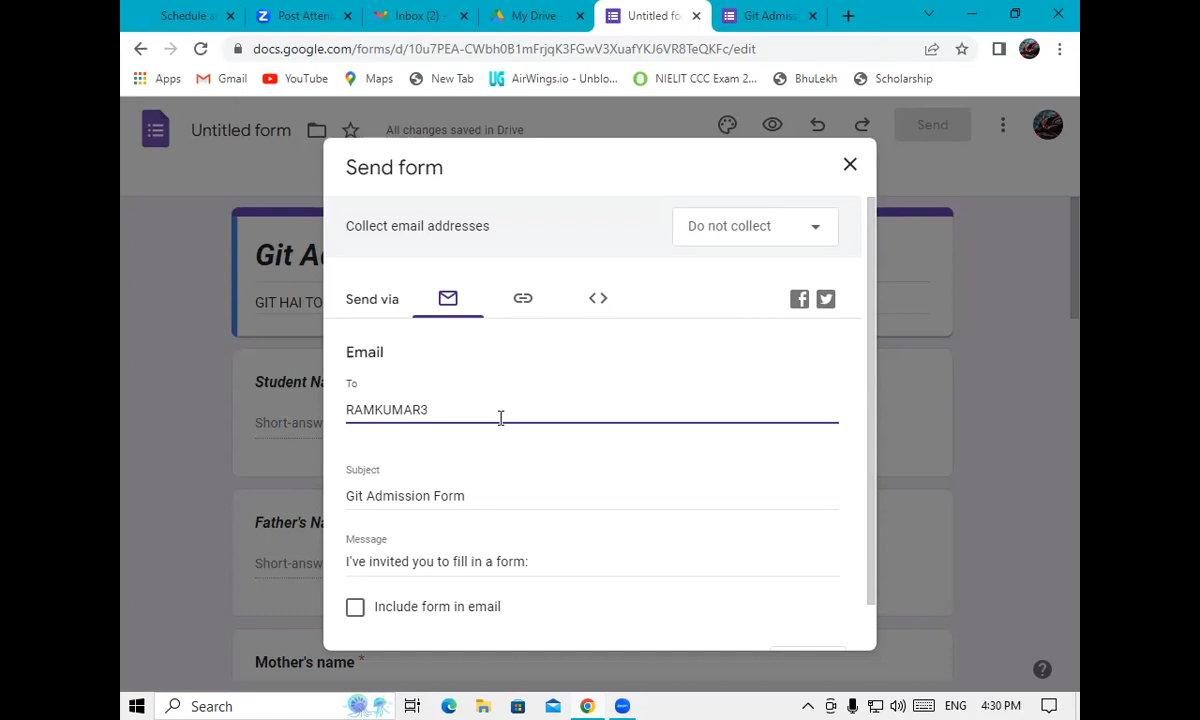 Schedule a
Post Atten
Inbox (2) -
My Drive -
Untitled fo
Git Admiss
docs.google.com/forms/d/10u7PEA-CWbh0B1mFrjqK3FGwV3XuafYKJ6VR8TeQKFc/edit
Apps
Gmail
YouTube
Maps
New Tab
UG AirWings.io - Unblo...
NIELIT CCC Exam 2...
BhuLekh
Scholarship
Untitled form
All changes saved in Drive
Send
Send form
Collect email addresses
Do not collect
Git A
GIT HAI TO
Send via
Email
To
RAMKUMAR3
Student Na
Short-answ
Subject
Git Admission Form
Father's Na
Short-answ
Message
I've invited you to fill in a form:
Include form in email
Mother's name *
Search
ENG
4:30 PM